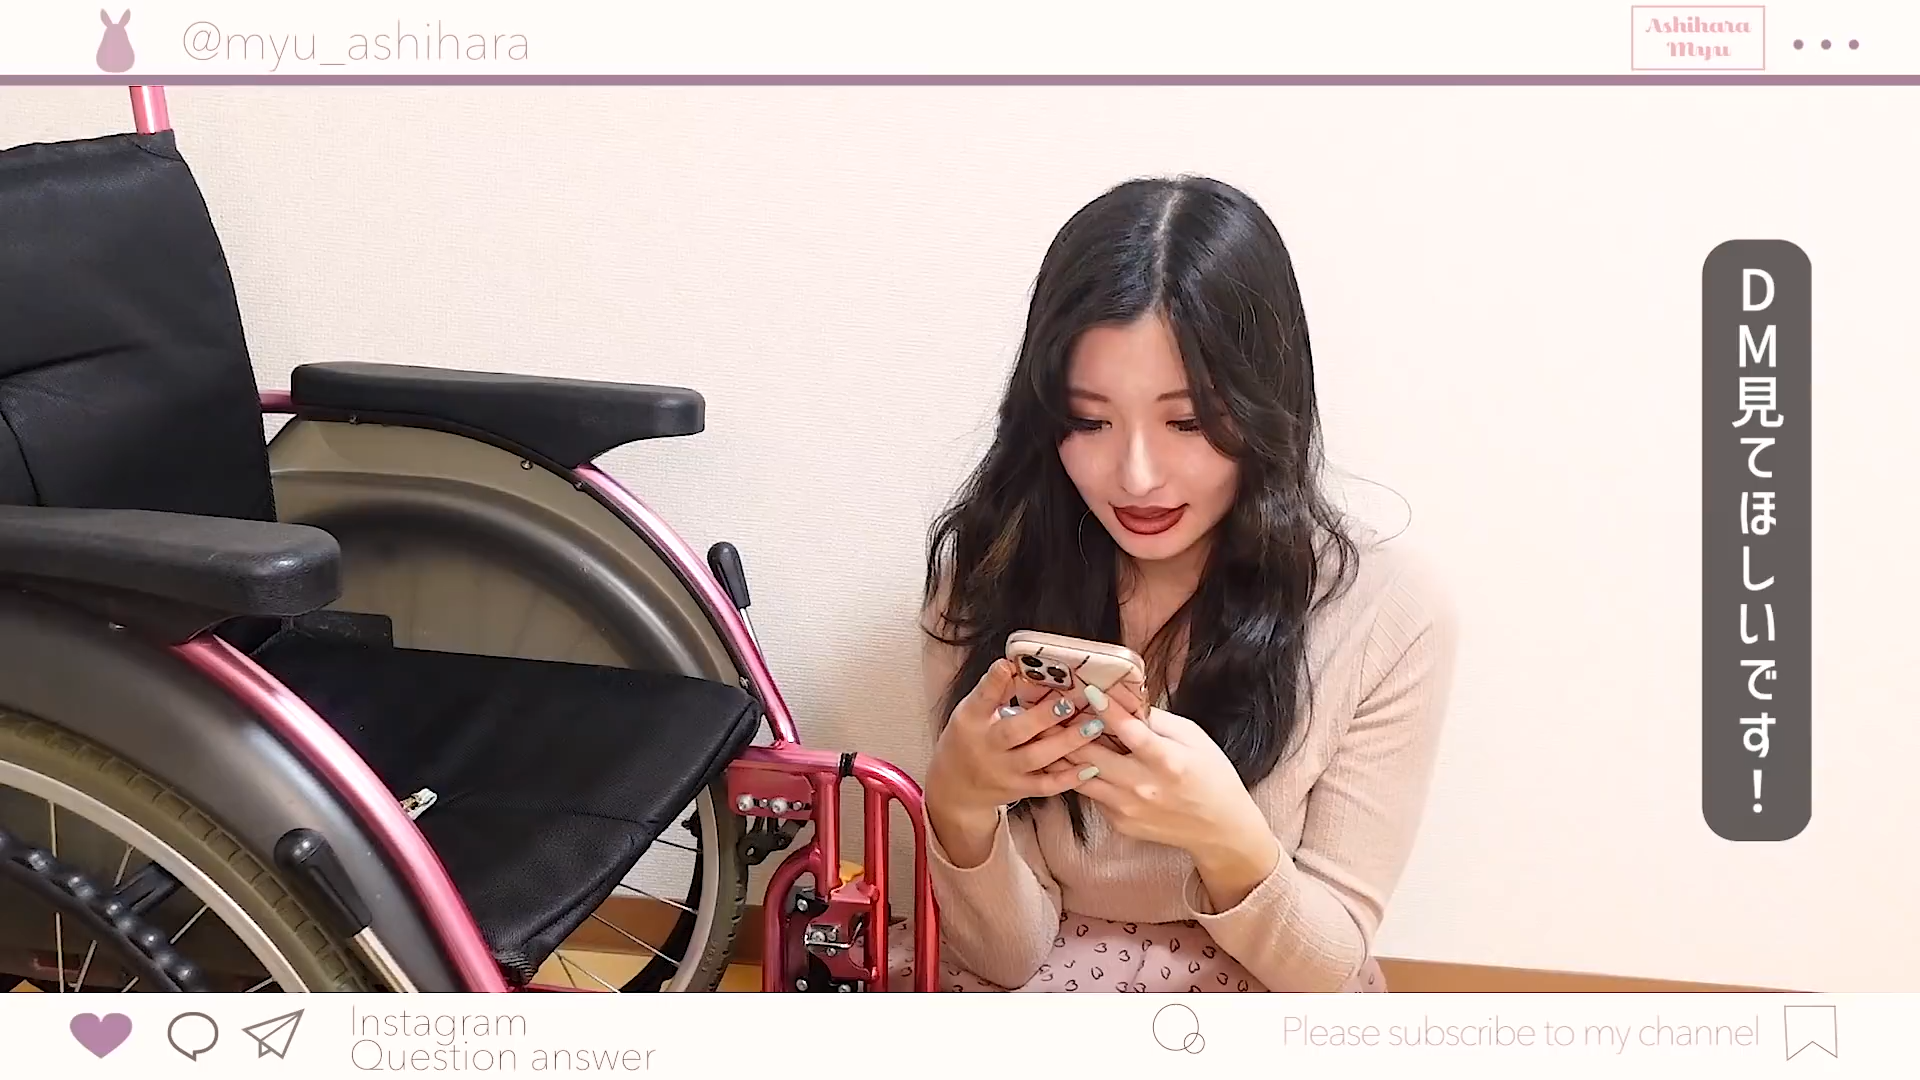 @myu_ashihara
Ashihara
Myu
DM見てほしいです！
Instagram
Question answer
Please subscribe to my channel